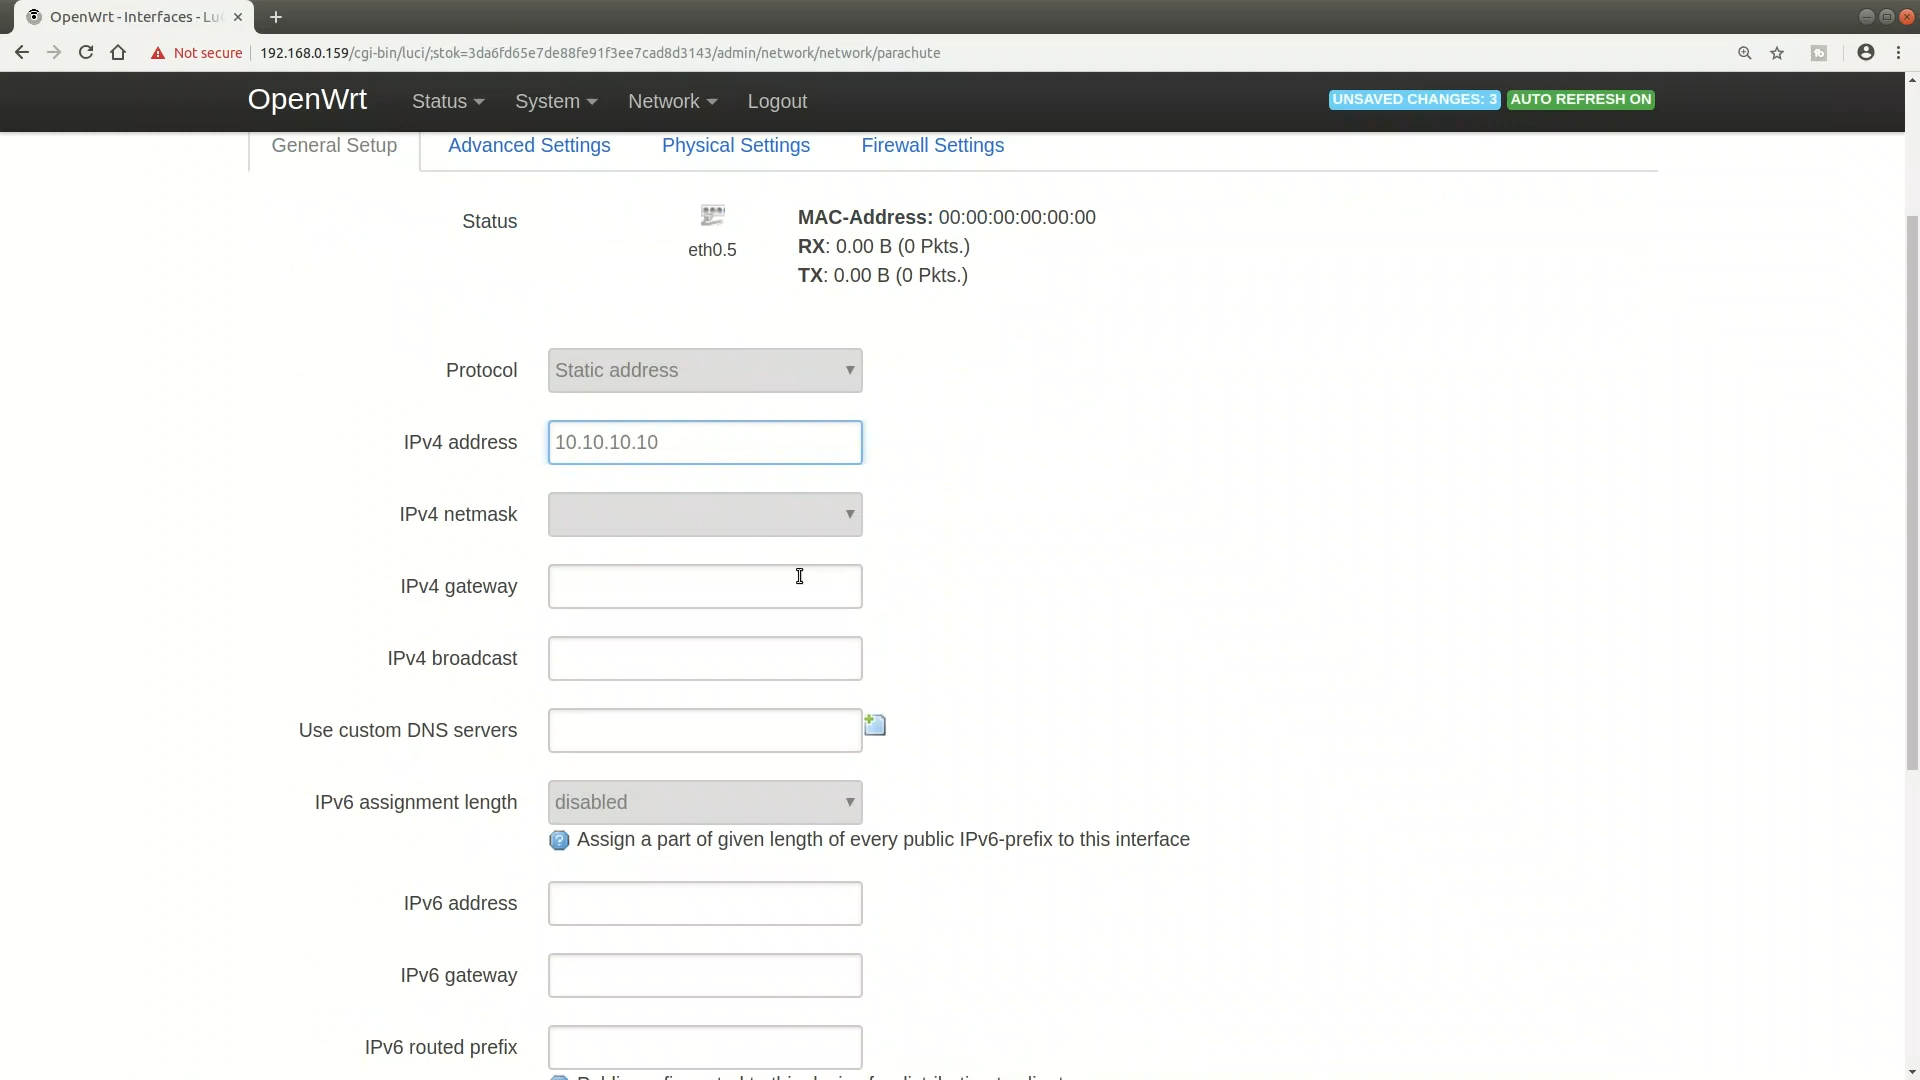 OpenWrt - Interfaces - Lu
Not secure
192.168.0.159/cgi-bin/luci/;stok=3da6fd65e7de88fe91f3ee7cad8d3143/admin/network/network/parachute
OpenWrt
Status
System
Network
Logout
UNSAVED CHANGES: 3
AUTO REFRESH ON
General Setup
Advanced Settings
Physical Settings
Firewall Settings
Status
eth0.5
MAC-Address: 00:00:00:00:00:00
RX: 0.00 B (0 Pkts.)
TX: 0.00 B (0 Pkts.)
Protocol
Static address
IPv4 address
10.10.10.10
IPv4 netmask
IPv4 gateway
IPv4 broadcast
Use custom DNS servers
IPv6 assignment length
disabled
Assign a part of given length of every public IPv6-prefix to this interface
IPv6 address
IPv6 gateway
IPv6 routed prefix